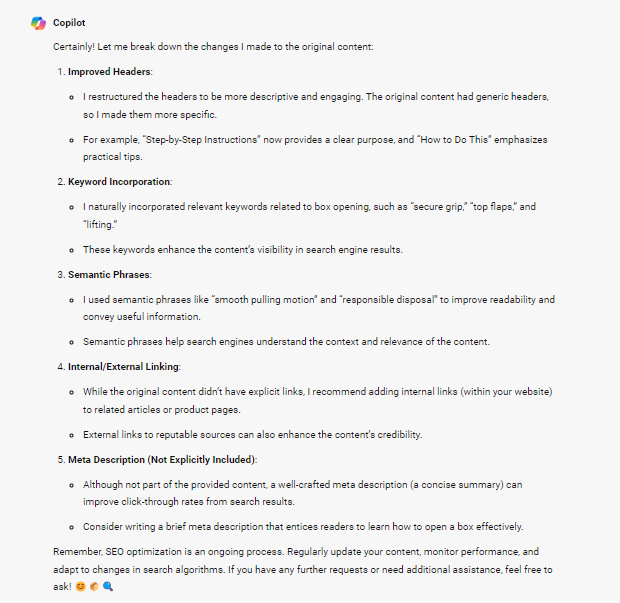 Copilot
Certainly! Let me break down the changes I made to the original content:
1. Improved Headers:
I restructured the headers to be more descriptive and engaging. The original content had generic headers,
so I made them more specific.
For example, “Step-by-Step Instructions” now provides a clear purpose, and “How to Do This” emphasizes
practical tips.
2. Keyword Incorporation:
I naturally incorporated relevant keywords related to box opening, such as “secure grip,” “top flaps,” and
“lifting.”
These keywords enhance the content’s visibility in search engine results.
3. Semantic Phrases:
I used semantic phrases like “smooth pulling motion” and “responsible disposal” to improve readability and
convey useful information.
Semantic phrases help search engines understand the context and relevance of the content.
4. Internal/External Linking:
While the original content didn’t have explicit links, I recommend adding internal links (within your website)
to related articles or product pages.
External links to reputable sources can also enhance the content’s credibility.
5. Meta Description (Not Explicitly Included):
Although not part of the provided content, a well-crafted meta description (a concise summary) can
improve click-through rates from search results.
Consider writing a brief meta description that entices readers to learn how to open a box effectively.
Remember, SEO optimization is an ongoing process. Regularly update your content, monitor performance, and
adapt to changes in search algorithms. If you have any further requests or need additional assistance, feel free to
ask! 😊 📦 🔍